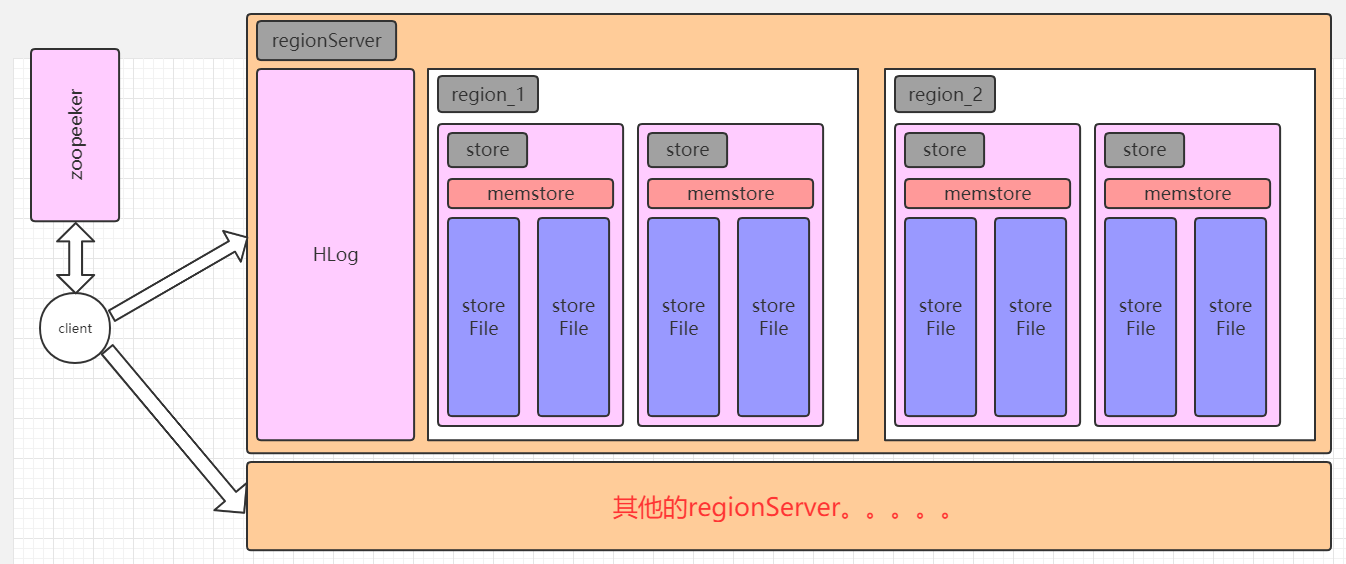 regionServer
zoopeeker
client
HLog
region_1
store
memstore
store
File
store
File
store
memstore
store
File
store
File
region_2
store
memstore
store
File
store
File
store
memstore
store
File
store
File
其他的regionServer。。。。。